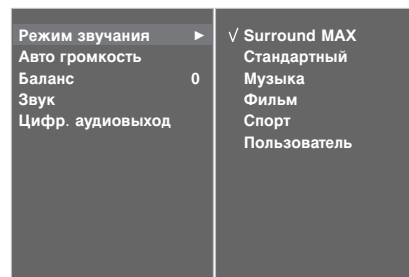 Режим звучания ►
Авто громкость
Баланс 0
Звук
Цифр. аудиовыход
√ Surround MAX
Стандартный
Музыка
Фильм
Спорт
Пользователь